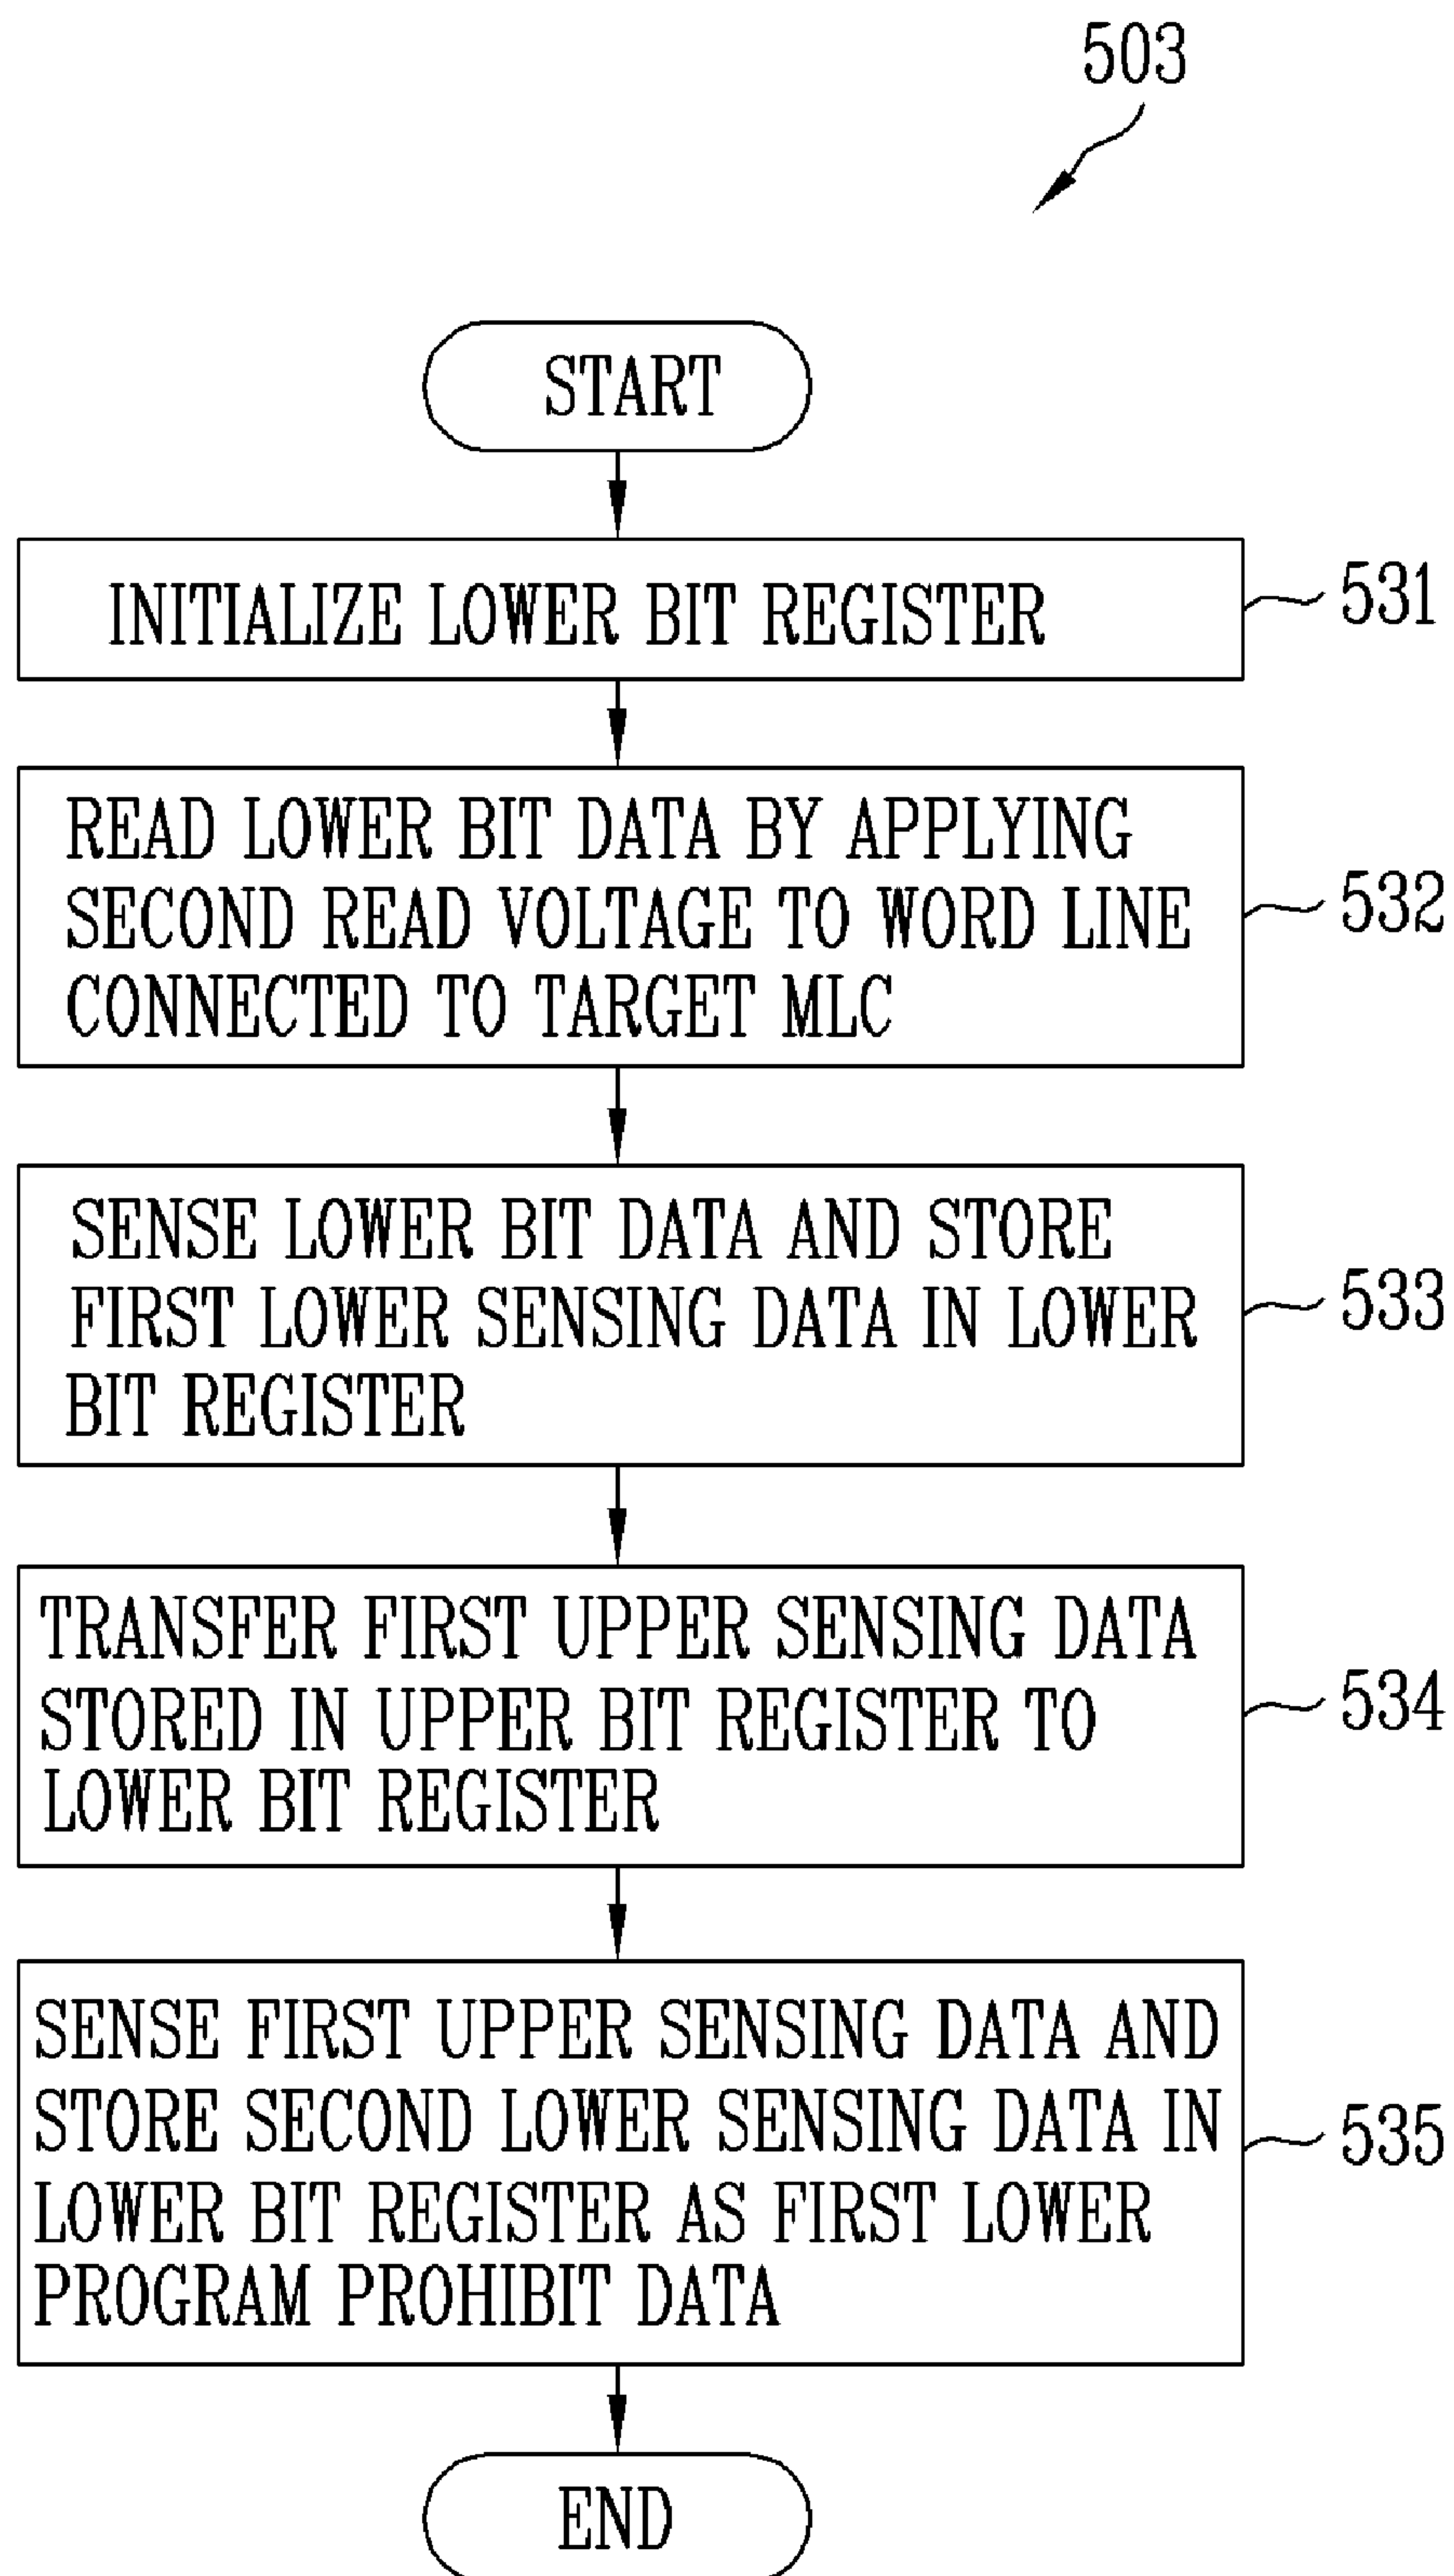 503
START
INITIALIZE LOWER BIT REGISTER
531
READ LOWER BIT DATA BY APPLYING
SECOND READ VOLTAGE TO WORD LINE
CONNECTED TO TARGET MLC
532
SENSE LOWER BIT DATA AND STORE
FIRST LOWER SENSING DATA IN LOWER
BIT REGISTER
533
TRANSFER FIRST UPPER SENSING DATA
STORED IN UPPER BIT REGISTER TO
LOWER BIT REGISTER
534
SENSE FIRST UPPER SENSING DATA AND
STORE SECOND LOWER SENSING DATA IN
LOWER BIT REGISTER AS FIRST LOWER
PROGRAM PROHIBIT DATA
535
END